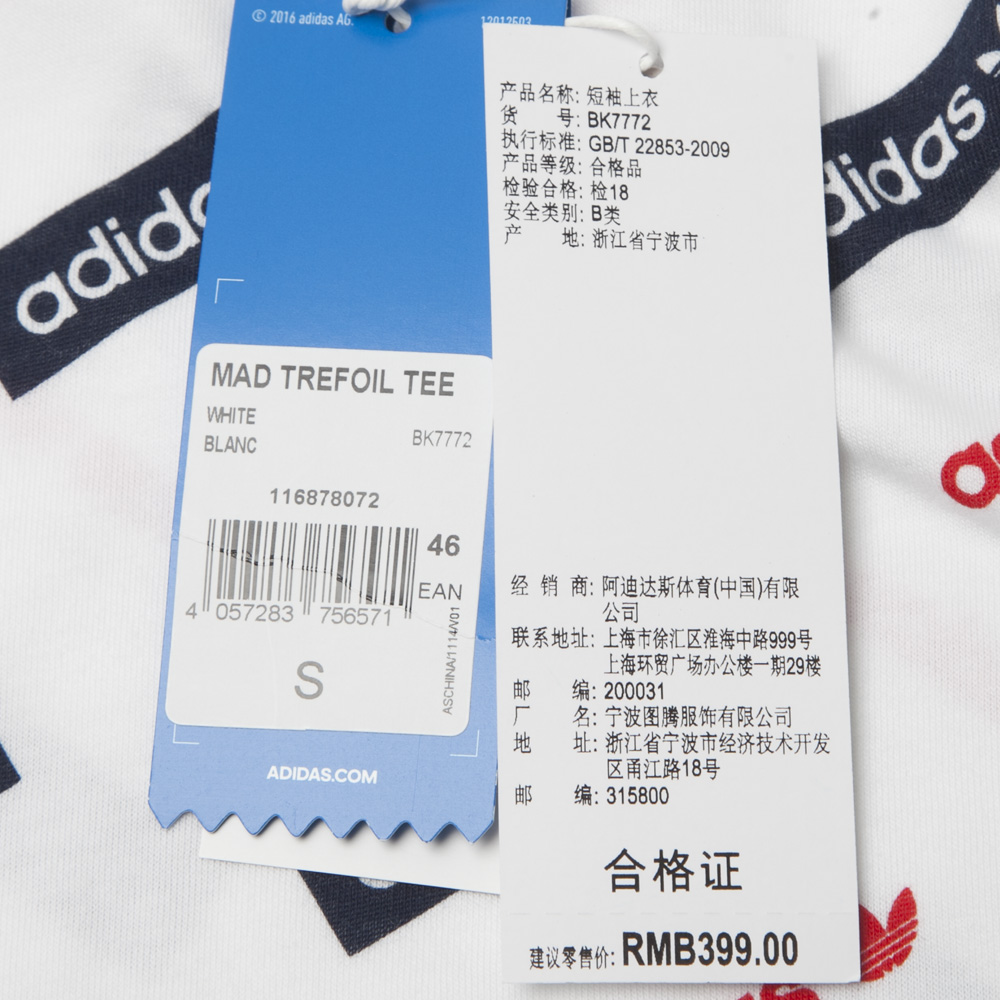 © 2016 adidas AG.
12012503
adidas
adidas
MAD TREFOIL TEE
WHITE
BLANC
BK7772
116878072
46
EAN
4 057283 756571
ASCHINA/1114/V01
S
ADIDAS.COM
产品名称: 短袖上衣
货 号: BK7772
执行标准: GB/T 22853-2009
产品等级: 合格品
检验合格: 检18
安全类别: B类
产 地: 浙江省宁波市
经 销 商: 阿迪达斯体育(中国)有限
公司
联系地址: 上海市徐汇区淮海中路999号
上海环贸广场办公楼一期29楼
邮 编: 200031
厂 名: 宁波图腾服饰有限公司
地 址: 浙江省宁波市经济技术开发
区甬江路18号
邮 编: 315800
合格证
建议零售价: RMB399.00